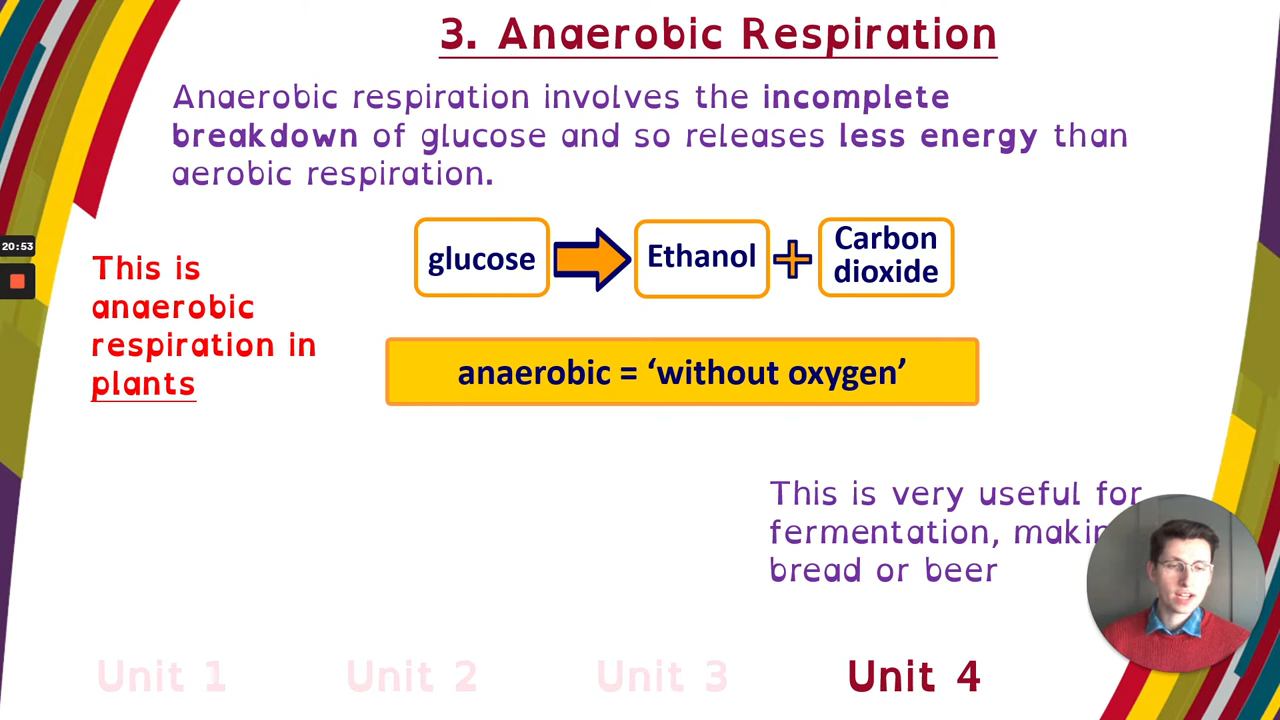 3. Anaerobic Respiration
Anaerobic respiration involves the incomplete
breakdown of glucose and so releases less energy than
aerobic respiration.
glucose
Ethanol
Carbon
dioxide
20:53
This is
anaerobic
respiration in
plants
anaerobic = ‘without oxygen’
This is very useful for
fermentation,
bread or beer
Unit 1
Unit 2
Unit 3
Unit 4